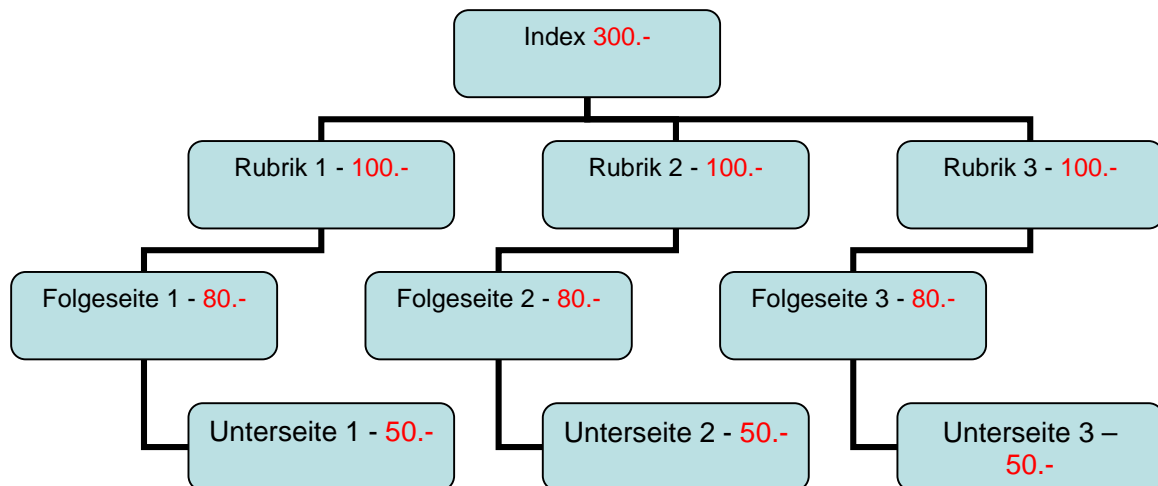 Index 300.-
Rubrik 1 - 100.-
Rubrik 2 - 100.-
Rubrik 3 - 100.-
Folgeseite 1 - 80.-
Folgeseite 2 - 80.-
Folgeseite 3 - 80.-
Unterseite 1 - 50.-
Unterseite 2 - 50.-
Unterseite 3 –
50.-